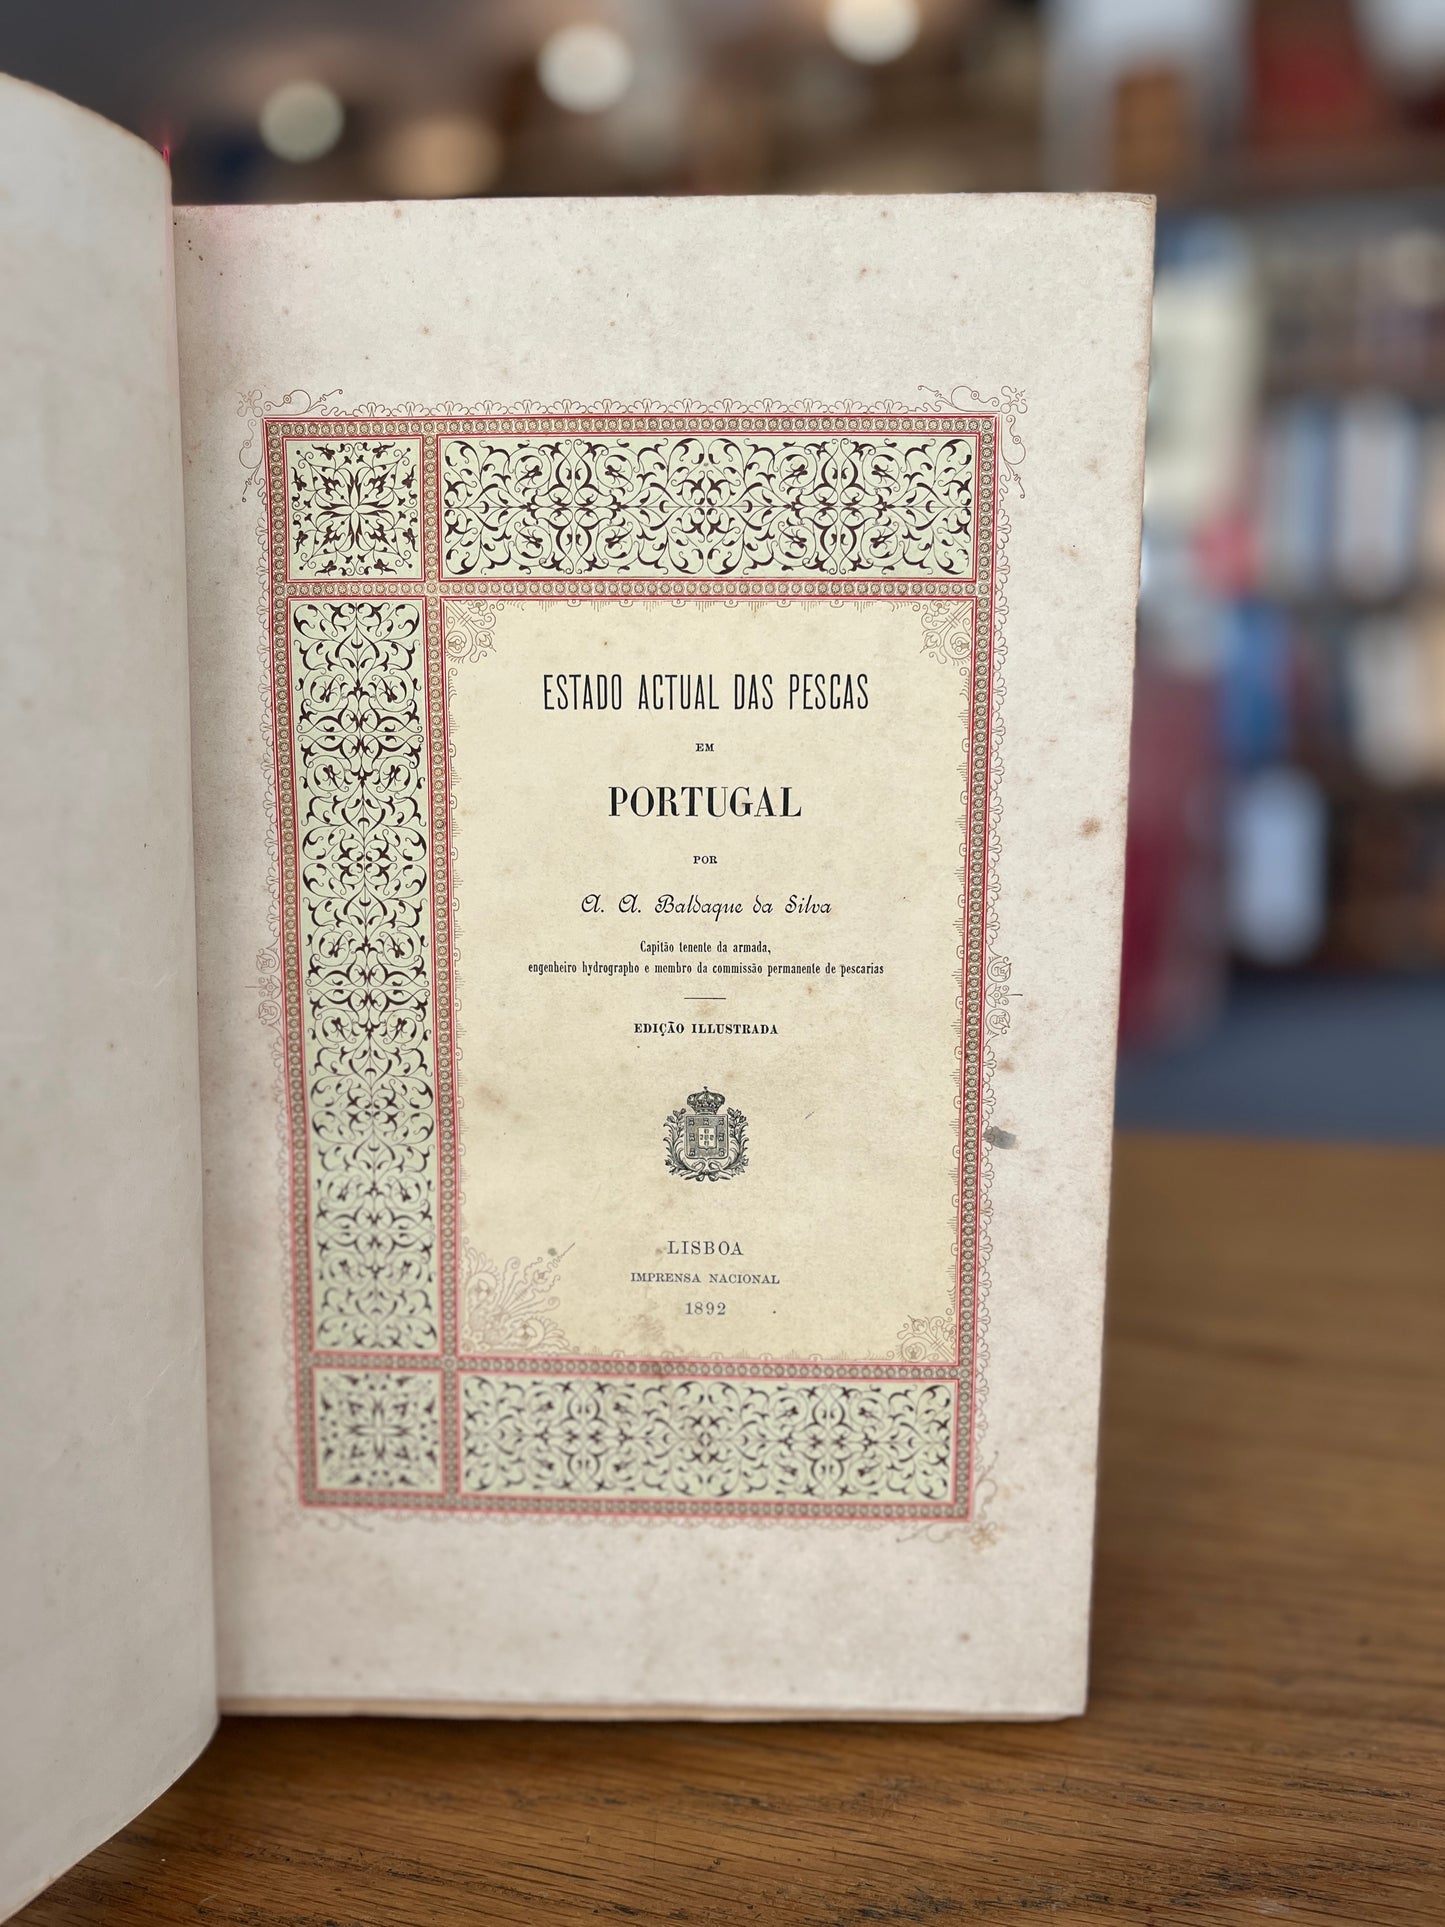 ESTADO ACTUAL DAS PESCAS
EM
PORTUGAL
POR
A. A. Baldaque da Silva
Capitão tenente da armada,
engenheiro hydrographo e membro da commissão permanente de pescarias
EDIÇÃO ILLUSTRADA
LISBOA
IMPRENSA NACIONAL
1892